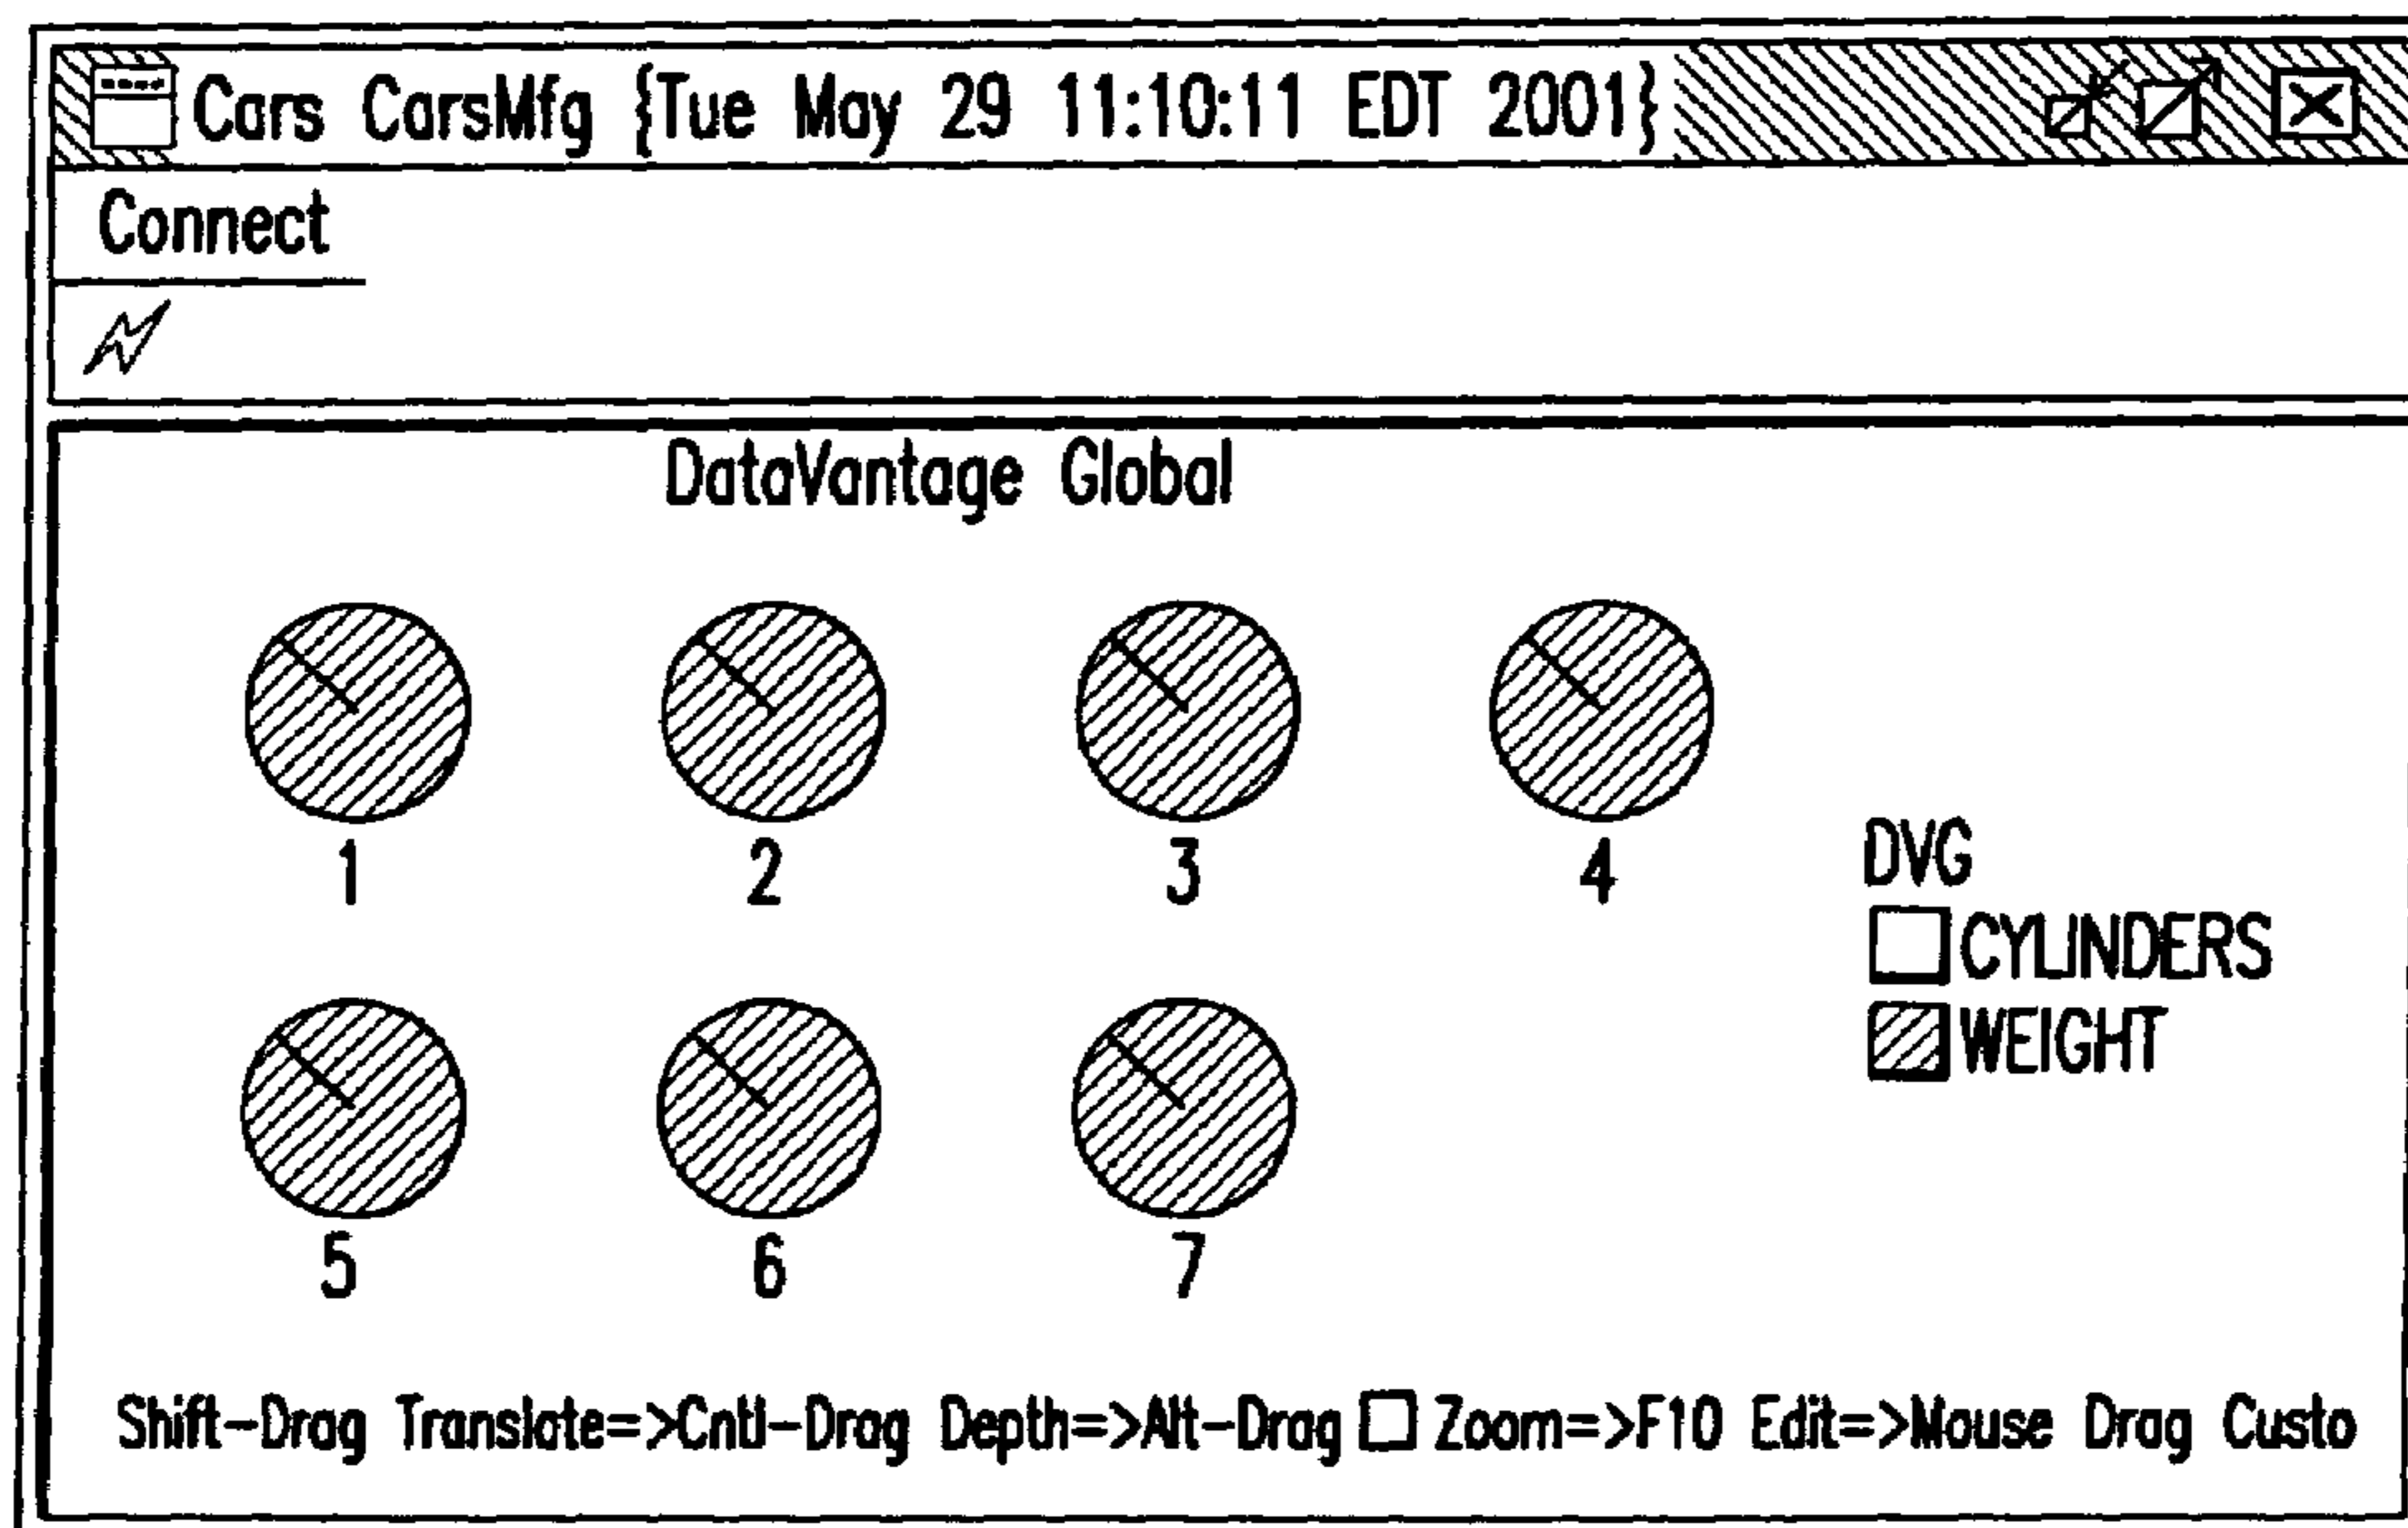 Cars CarsMfg {Tue May 29 11:10:11 EDT 2001}
Connect
DataVantage Global
1 2 3 4
DVG
CYLINDERS
WEIGHT
5 6 7
Shift-Drag Translate=>Cntl-Drag Depth=>Alt-Drag Zoom=>F10 Edit=>Mouse Drag Custo